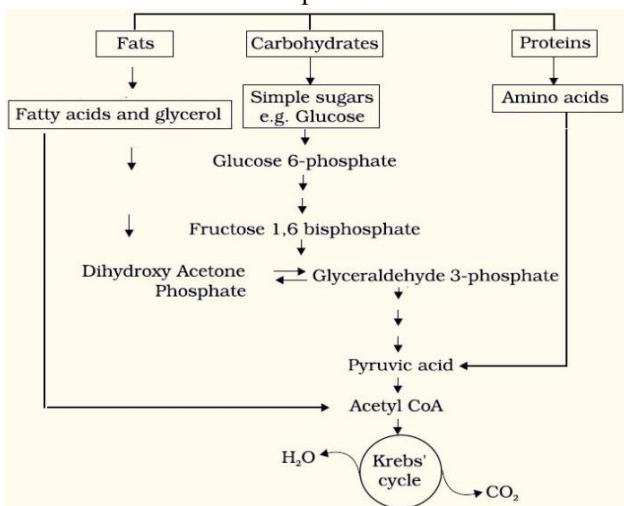 Fats
Carbohydrates
Proteins
Fatty acids and glycerol
Simple sugars
e.g. Glucose
Amino acids
Glucose 6-phosphate
Fructose 1,6 bisphosphate
Dihydroxy Acetone
Phosphate
Glyceraldehyde 3-phosphate
Pyruvic acid
Acetyl CoA
H₂O
Krebs'
cycle
CO₂